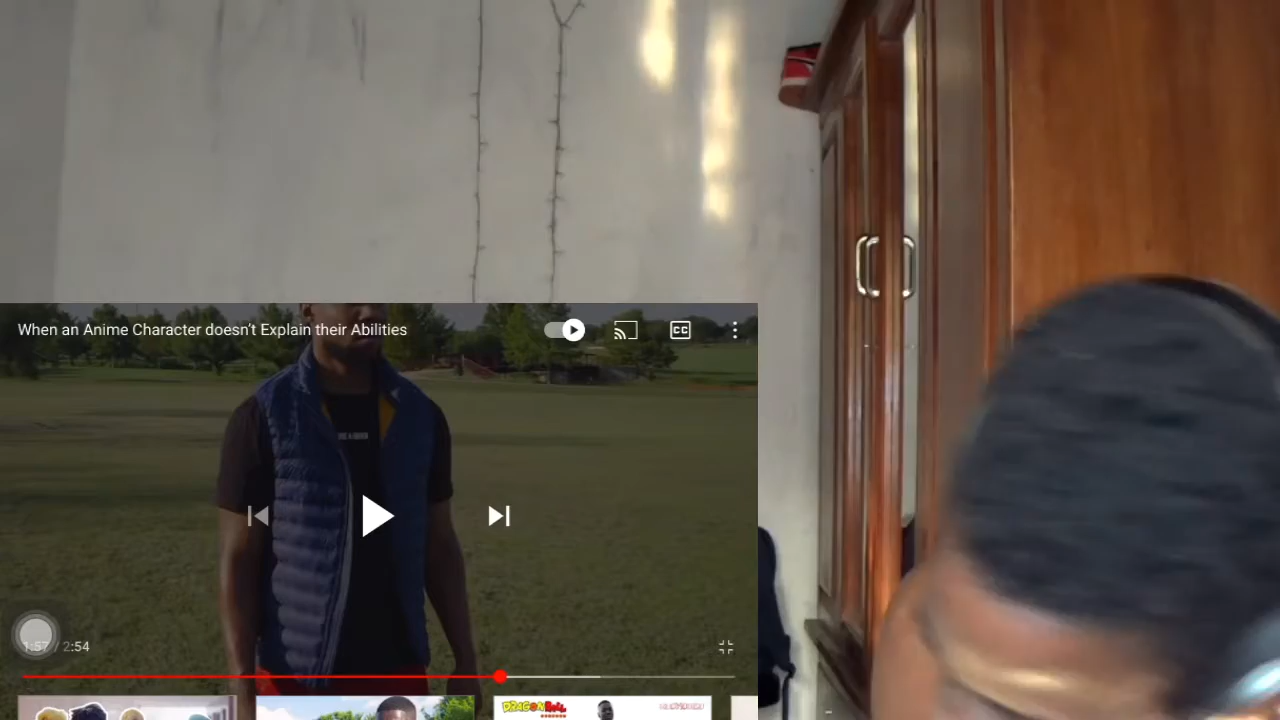 When an Anime Character doesn't Explain their Abilities
CC
1:57 / 2:54
DRAGON BALL